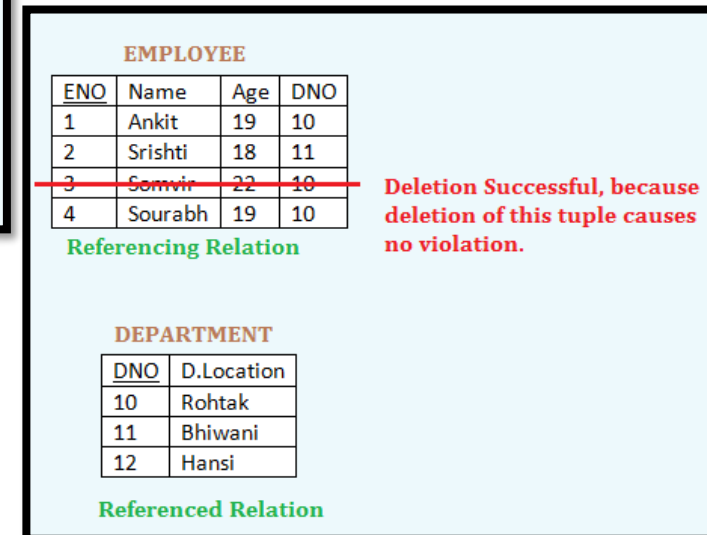 EMPLOYEE
ENO Name Age DNO
1 Ankit 19 10
2 Srishti 18 11
3 Somvir 22 10
4 Sourabh 19 10
Referencing Relation
Deletion Successful, because
deletion of this tuple causes
no violation.
DEPARTMENT
DNO D.Location
10 Rohtak
11 Bhiwani
12 Hansi
Referenced Relation